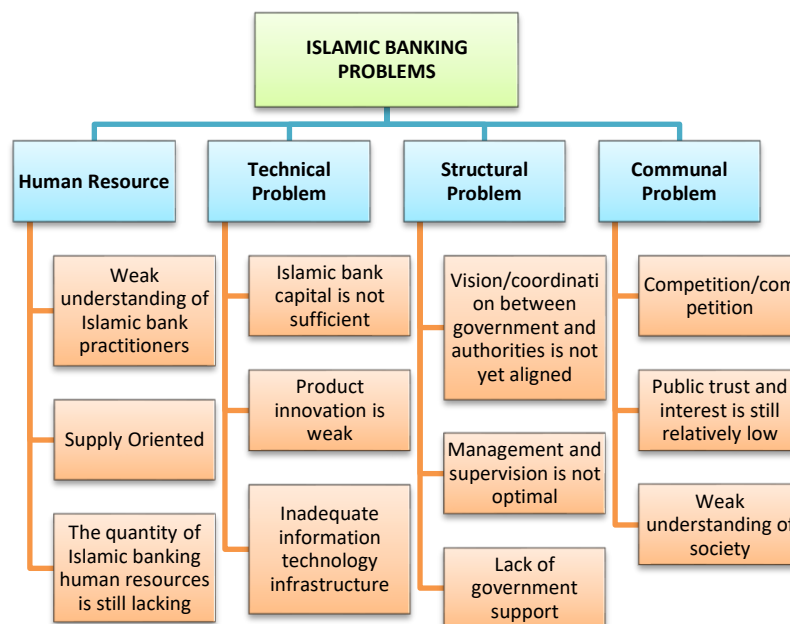 ISLAMIC BANKING
PROBLEMS
Human Resource
Weak
understanding of
Islamic bank
practitioners
Supply Oriented
The quantity of
Islamic banking
human resources
is still lacking
Technical
Problem
Islamic bank
capital is not
sufficient
Product
innovation is
weak
Inadequate
information
technology
infrastructure
Structural
Problem
Vision/coordinati
on between
government and
authorities is not
yet aligned
Management and
supervision is not
optimal
Lack of
government
support
Communal
Problem
Competition/com
petition
Public trust and
interest is still
relatively low
Weak
understanding of
society